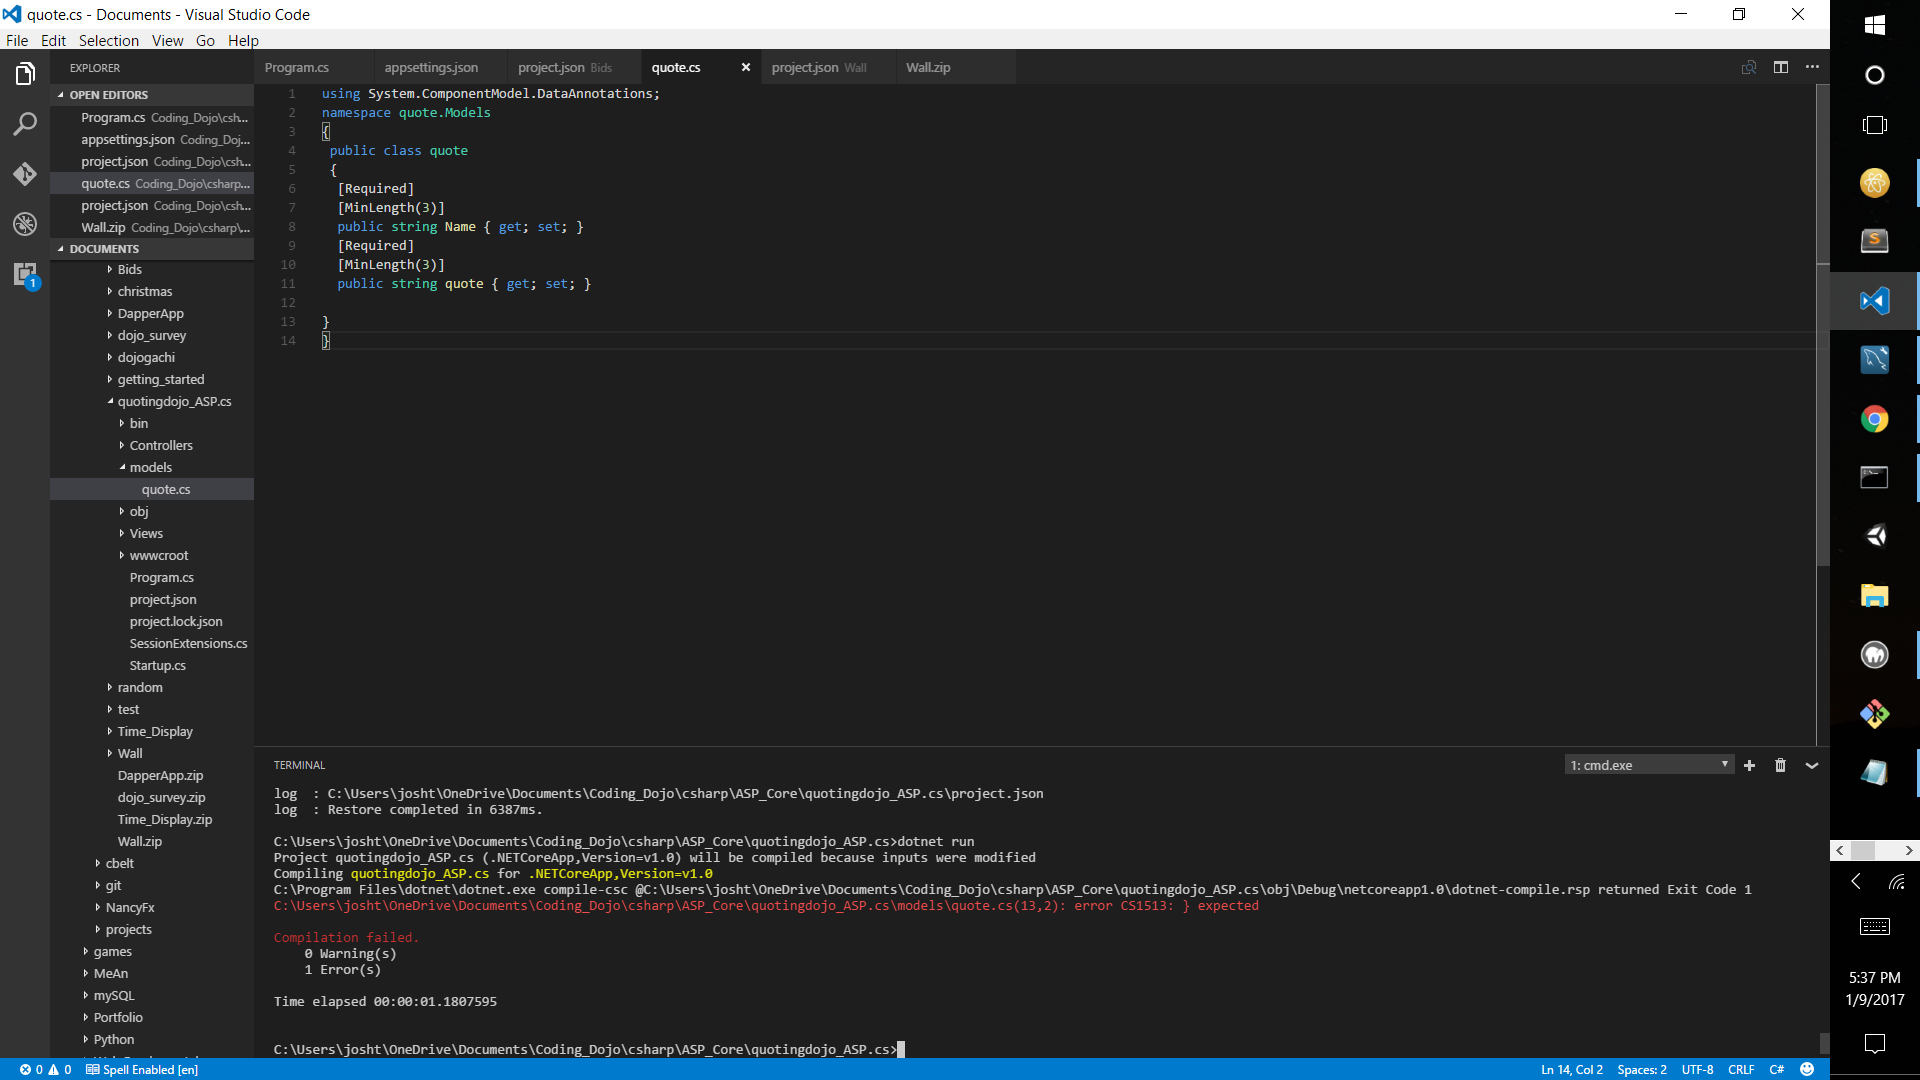 quote.cs - Documents - Visual Studio Code
File Edit Selection View Go Help
EXPLORER
OPEN EDITORS
Program.cs Coding_Dojo\csh...
appsettings.json Coding_Doj...
project.json Coding_Dojo\csh...
quote.cs Coding_Dojo\csharp...
project.json Coding_Dojo\csh...
Wall.zip Coding_Dojo\csharp\...
DOCUMENTS
Bids
christmas
DapperApp
dojo_survey
dojogachi
getting_started
quotingdojo_ASP.cs
bin
Controllers
models
quote.cs
obj
Views
wwwcroot
Program.cs
project.json
project.lock.json
SessionExtensions.cs
Startup.cs
random
test
Time_Display
Wall
DapperApp.zip
dojo_survey.zip
Time_Display.zip
Wall.zip
cbelt
git
NancyFx
projects
games
MeAn
mySQL
Portfolio
Python
1
Program.cs appsettings.json project.json Bids quote.cs project.json Wall Wall.zip
1 using System.ComponentModel.DataAnnotations;
2 namespace quote.Models
3 {
4 public class quote
5 {
6 [Required]
7 [MinLength(3)]
8 public string Name { get; set; }
9 [Required]
10 [MinLength(3)]
11 public string quote { get; set; }
12
13 }
14 }
TERMINAL
1: cmd.exe
log : C:\Users\josht\OneDrive\Documents\Coding_Dojo\csharp\ASP_Core\quotingdojo_ASP.cs\project.json
log : Restore completed in 6387ms.
C:\Users\josht\OneDrive\Documents\Coding_Dojo\csharp\ASP_Core\quotingdojo_ASP.cs>dotnet run
Project quotingdojo_ASP.cs (.NETCoreApp,Version=v1.0) will be compiled because inputs were modified
Compiling quotingdojo_ASP.cs for .NETCoreApp,Version=v1.0
C:\Program Files\dotnet\dotnet.exe compile-csc @C:\Users\josht\OneDrive\Documents\Coding_Dojo\csharp\ASP_Core\quotingdojo_ASP.cs\obj\Debug\netcoreapp1.0\dotnet-compile.rsp returned Exit Code 1
C:\Users\josht\OneDrive\Documents\Coding_Dojo\csharp\ASP_Core\quotingdojo_ASP.cs\models\quote.cs(13,2): error CS1513: } expected
Compilation failed.
0 Warning(s)
1 Error(s)
Time elapsed 00:00:01.1807595
C:\Users\josht\OneDrive\Documents\Coding_Dojo\csharp\ASP_Core\quotingdojo_ASP.cs>
0 0 Spell Enabled [en]
Ln 14, Col 2 Spaces: 2 UTF-8 CRLF C#
5:37 PM
1/9/2017